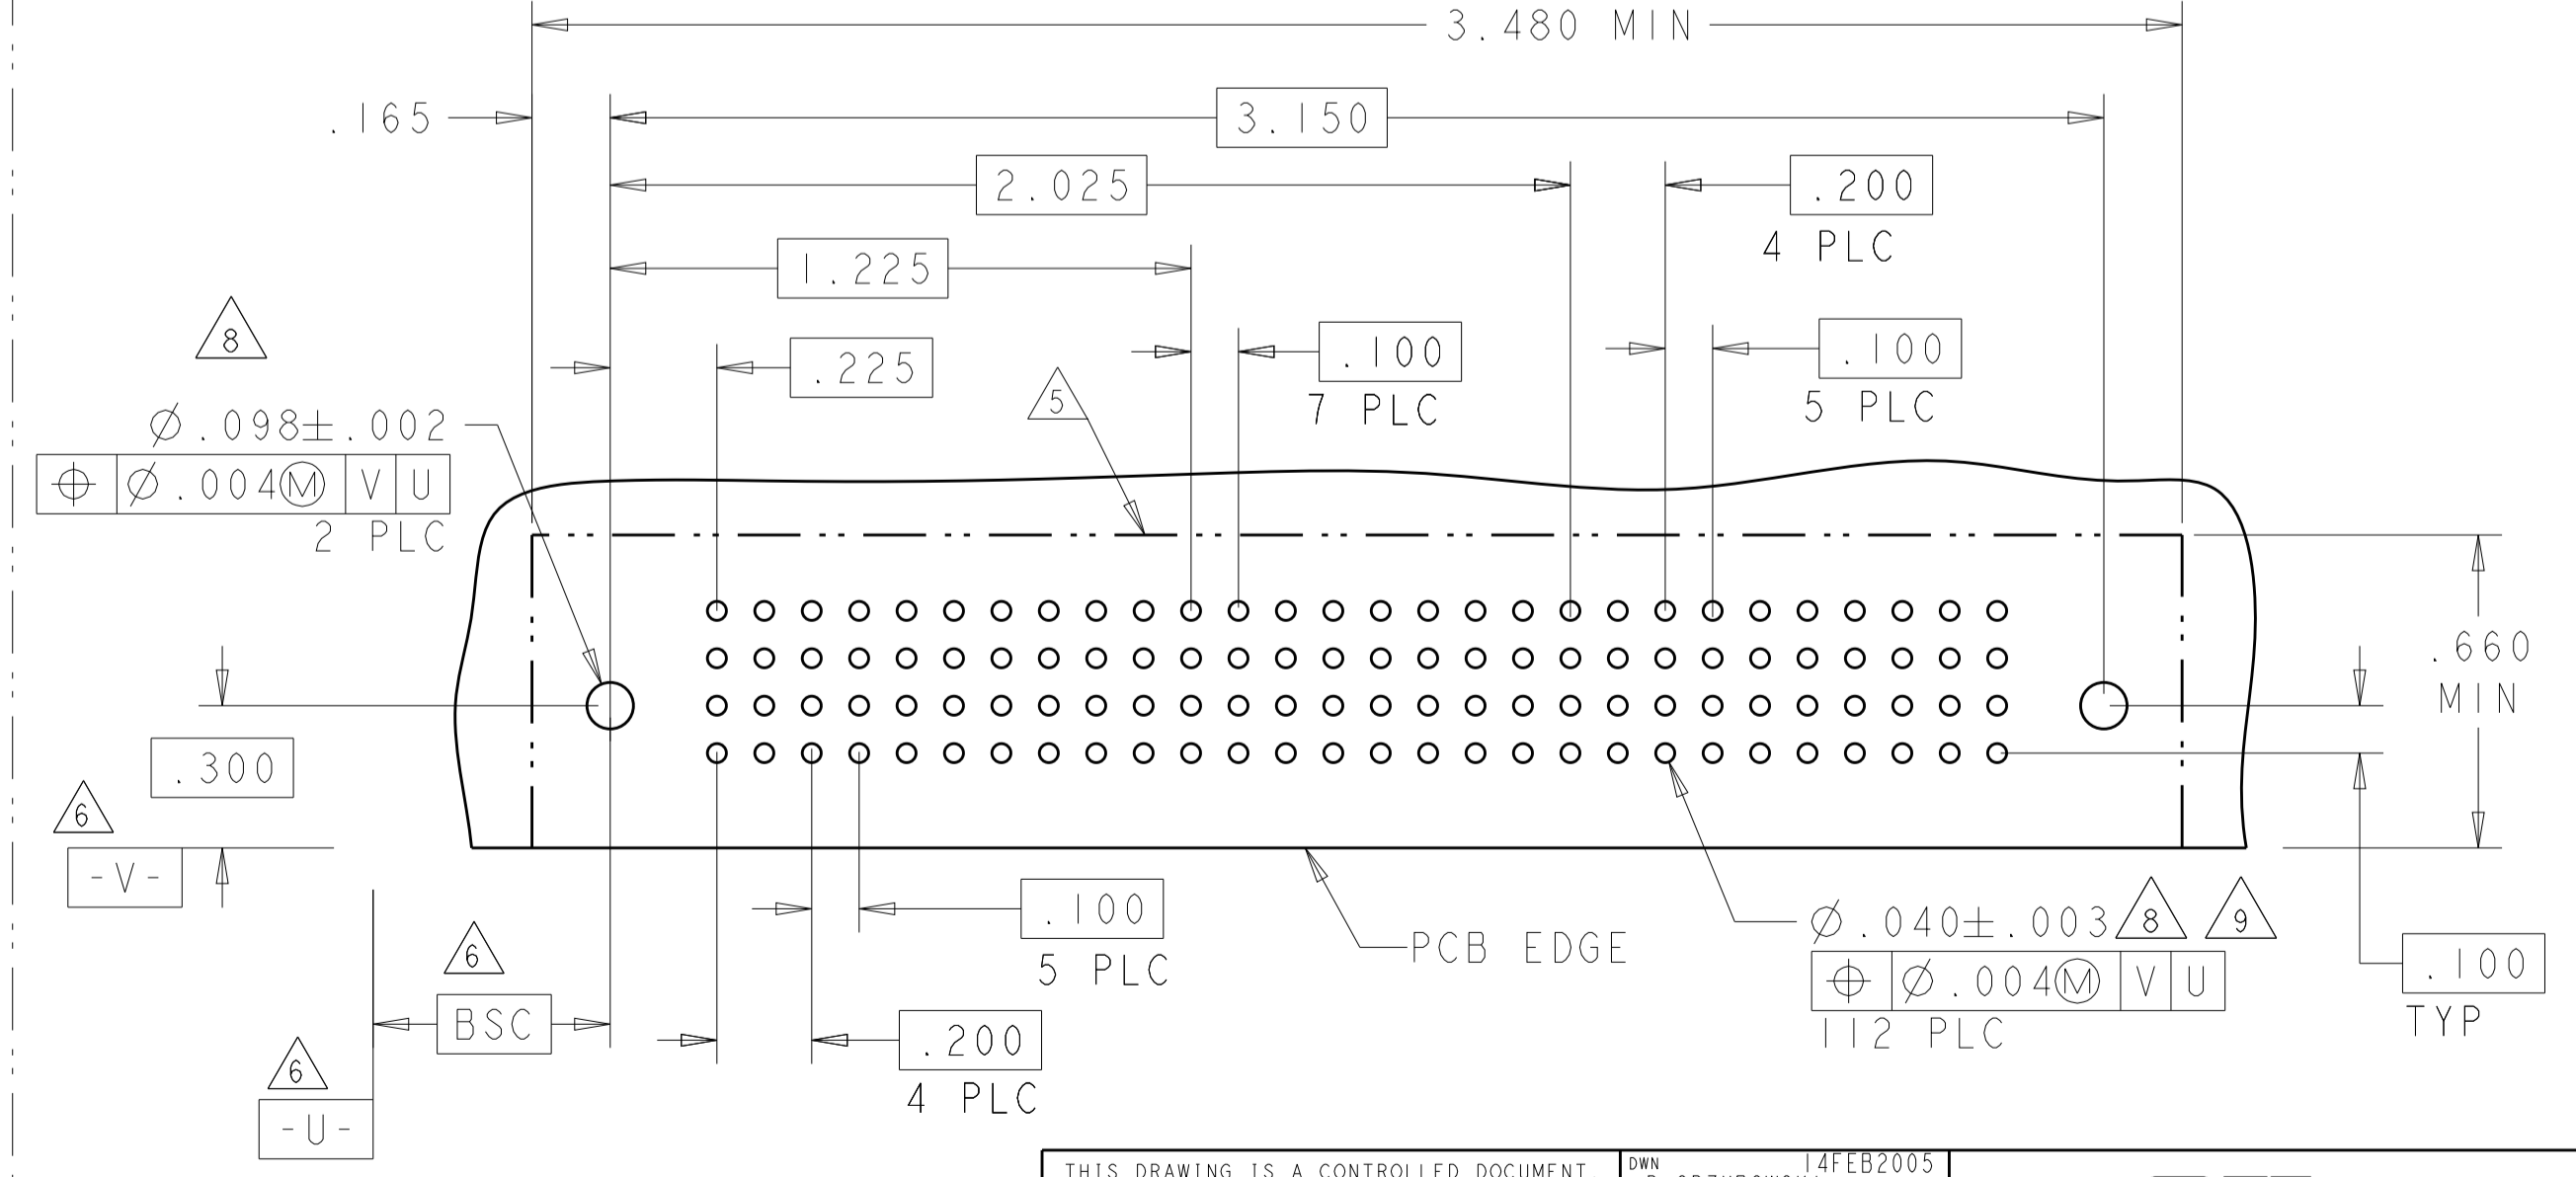 3.480 MIN
.165
3.150
2.025
.200
4 PLC
1.225
8
.225
.100
7 PLC
.100
5 PLC
5
Ø.098±.002
⌖ Ø.004Ⓜ V U
2 PLC
.660
MIN
.300
6
-V-
.100
5 PLC
PCB EDGE
Ø.040±.003 8 9
⌖ Ø.004Ⓜ V U
112 PLC
.100
TYP
6
BSC
.200
4 PLC
6
-U-
THIS DRAWING IS A CONTROLLED DOCUMENT.
DWN 14FEB2005